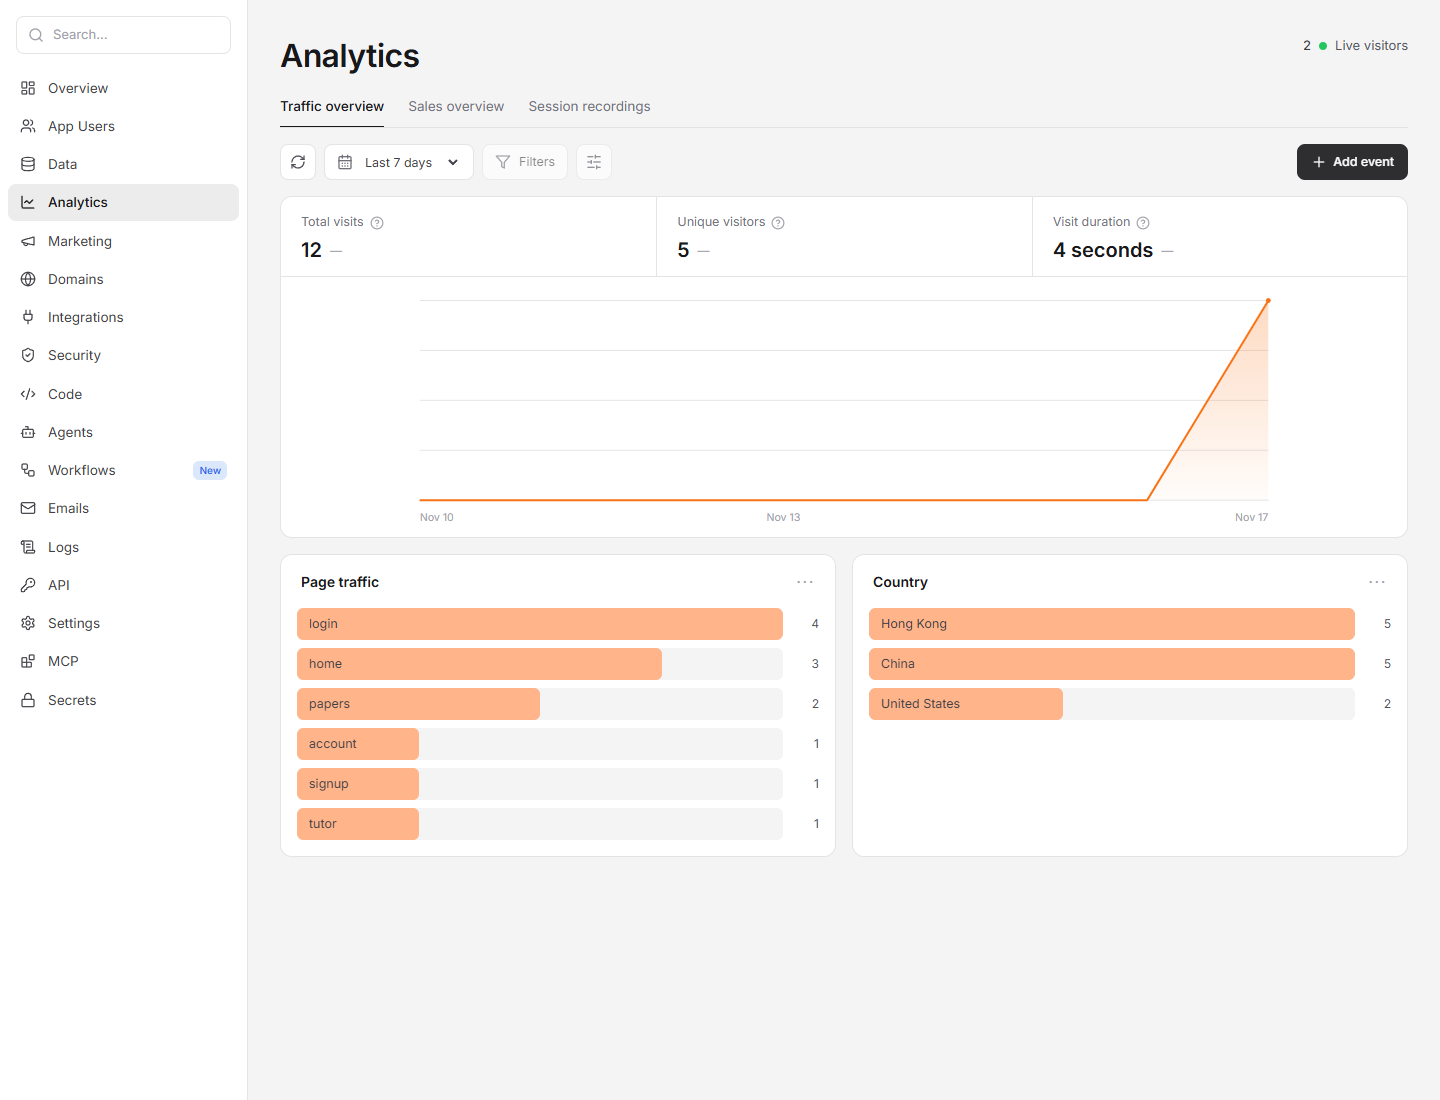 Search...
Overview
App Users
Data
Analytics
Marketing
Domains
Integrations
Security
Code
Agents
Workflows New
Emails
Logs
API
Settings
MCP
Secrets
Analytics
2 Live visitors
Traffic overview Sales overview Session recordings
Last 7 days Filters
+ Add event
Total visits ?
12 —
Unique visitors ?
5 —
Visit duration ?
4 seconds —
Nov 10 Nov 13 Nov 17
Page traffic ...
login 4
home 3
papers 2
account 1
signup 1
tutor 1
Country ...
Hong Kong 5
China 5
United States 2